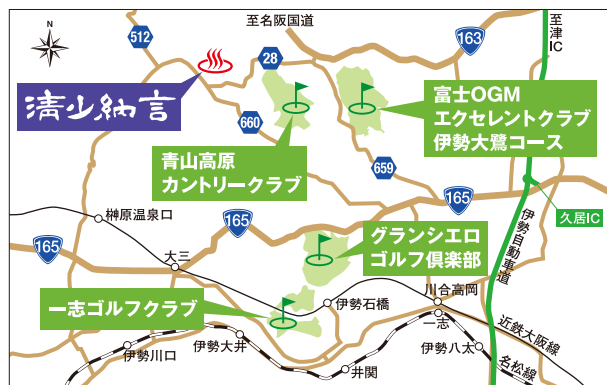 至名阪国道
至津IC
512
28
163
清少納言
富士OGM
エクセレントクラブ
伊勢大鷺コース
660
青山高原
カントリークラブ
659
165
久居IC
榊原温泉口
165
165
伊勢自動車道
大三
グランシエロ
ゴルフ倶楽部
一志ゴルフクラブ
伊勢石橋
川合高岡
一志
近鉄大阪線
伊勢川口
伊勢大井
井関
伊勢八太
名松線